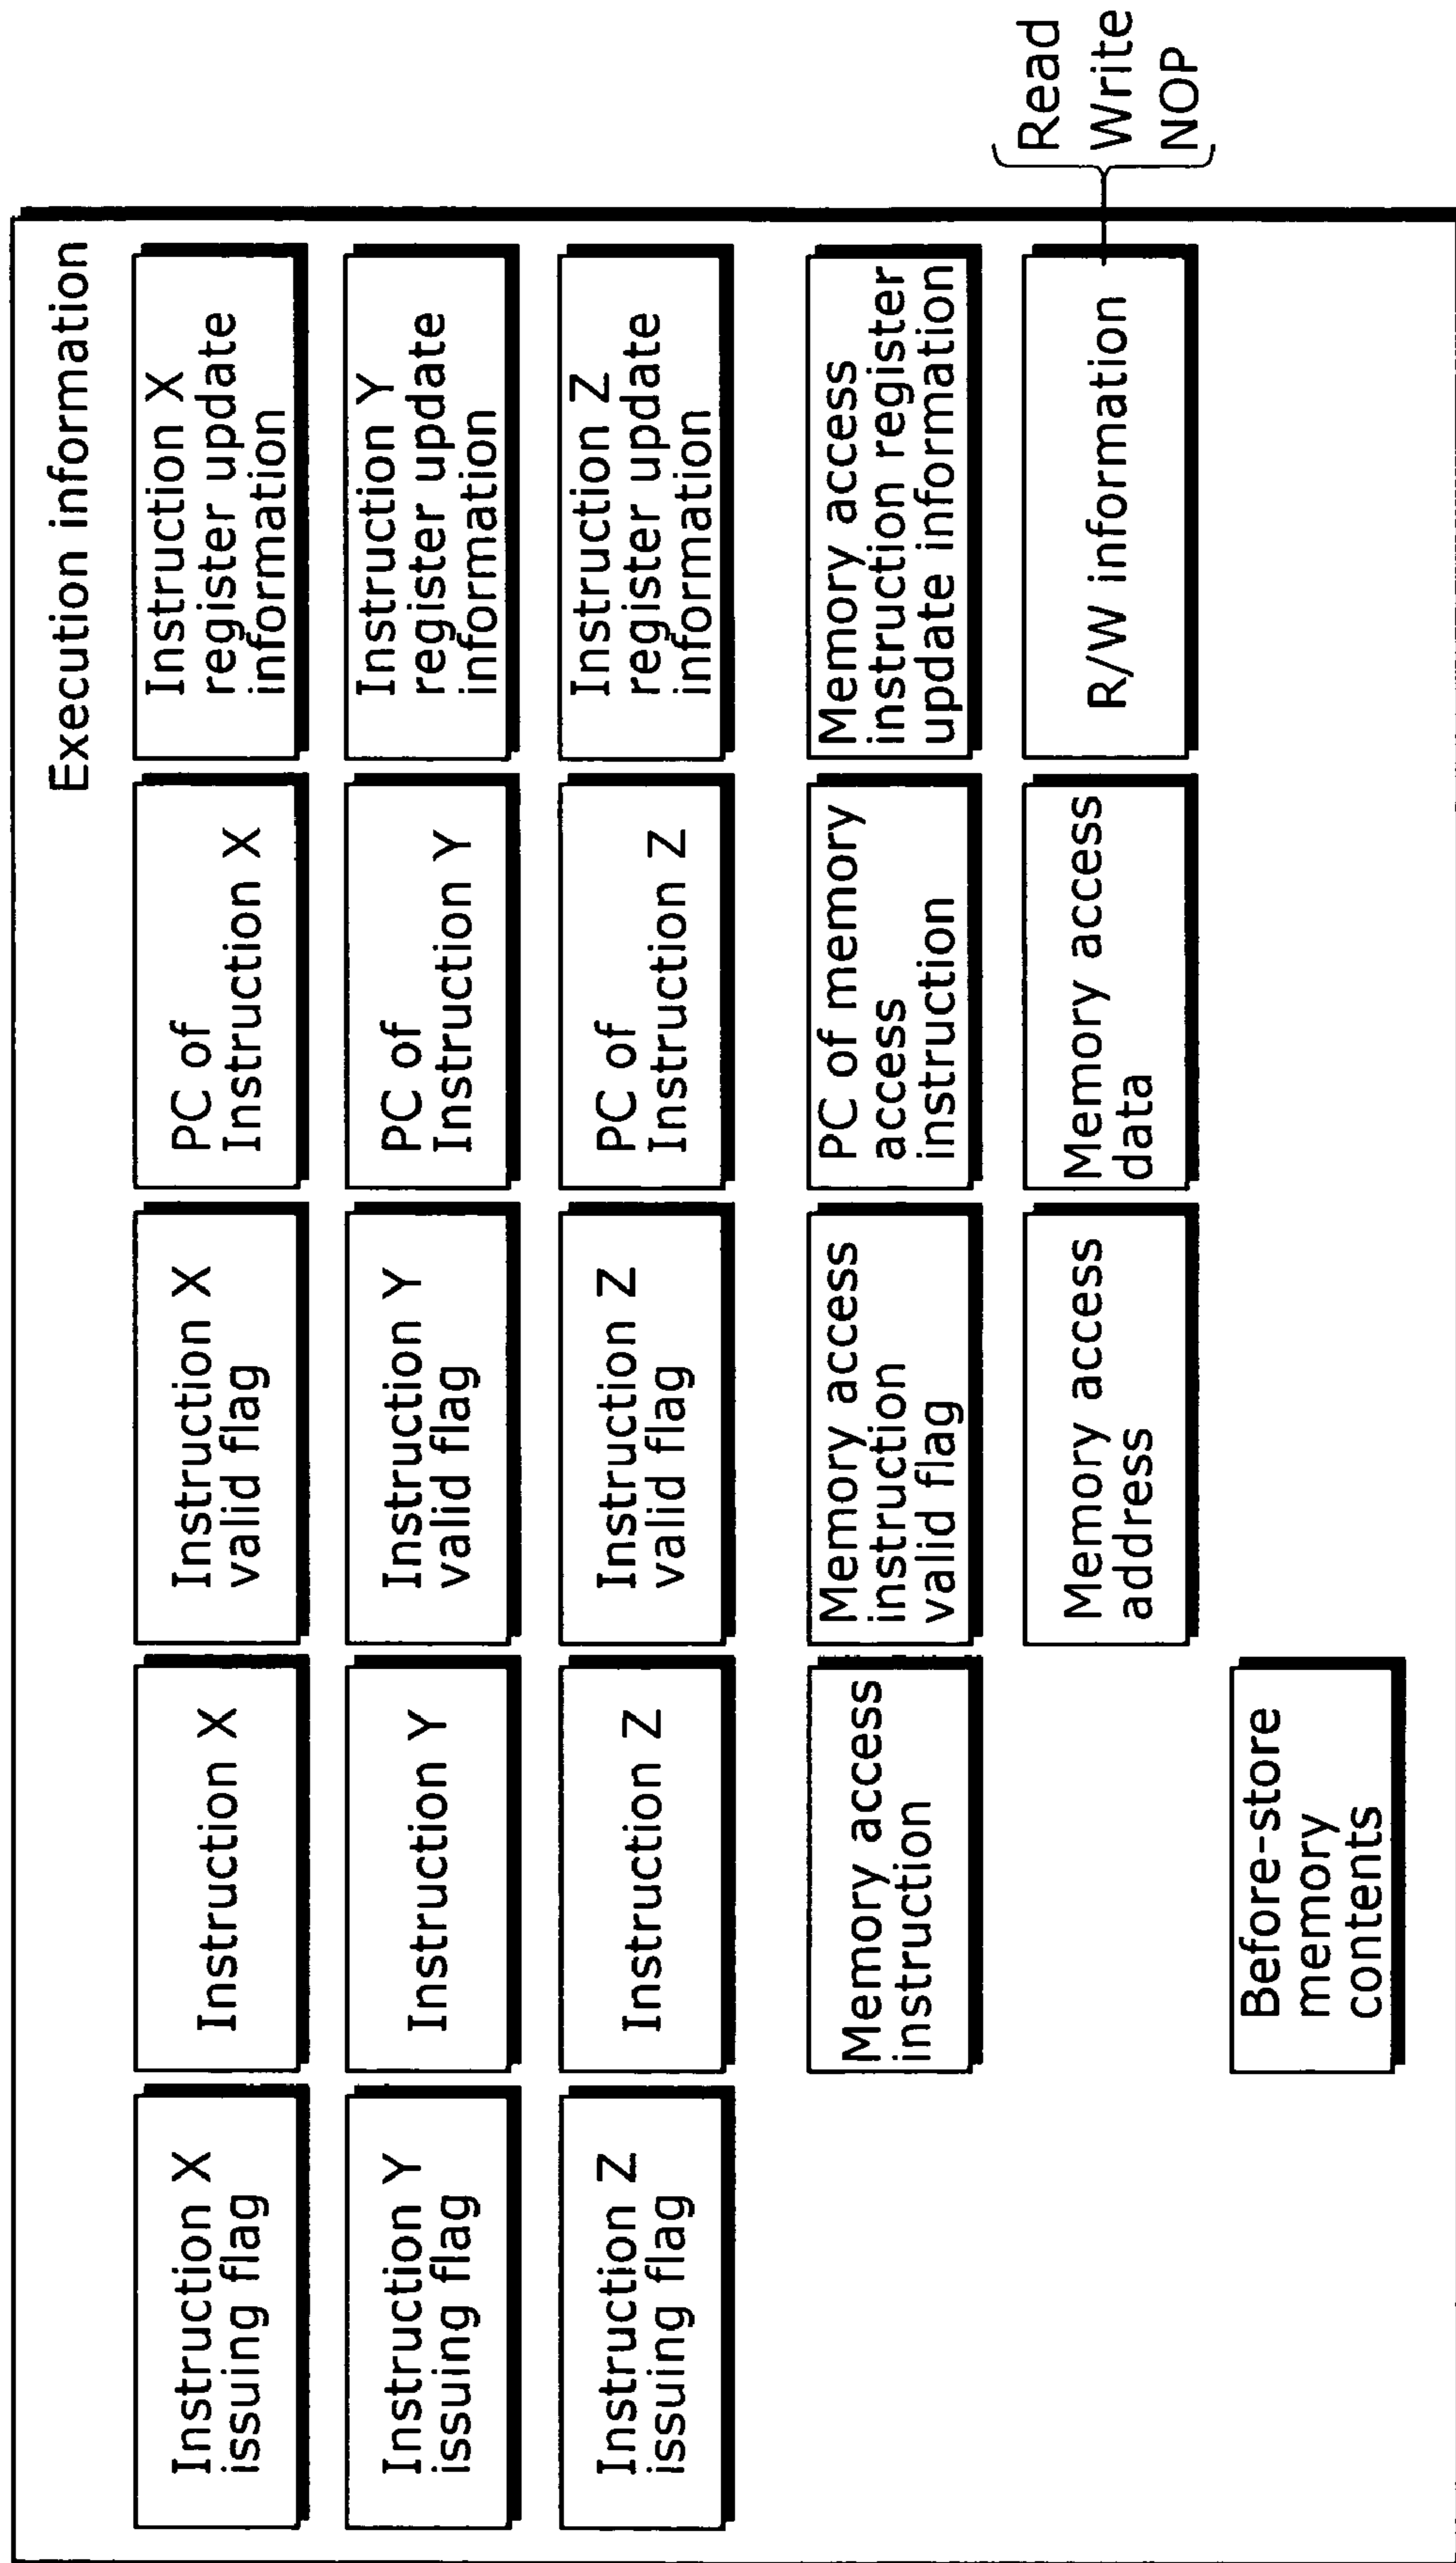 Execution information
Instruction X
issuing flag
Instruction X
Instruction X
valid flag
PC of
Instruction X
Instruction X
register update
information
Instruction Y
issuing flag
Instruction Y
Instruction Y
valid flag
PC of
Instruction Y
Instruction Y
register update
information
Instruction Z
issuing flag
Instruction Z
Instruction Z
valid flag
PC of
Instruction Z
Instruction Z
register update
information
Memory access
instruction
Memory access
instruction
valid flag
PC of memory
access
instruction
Memory access
instruction register
update information
Memory access
address
Memory access
data
R/W information
Read
Write
NOP
Before-store
memory
contents